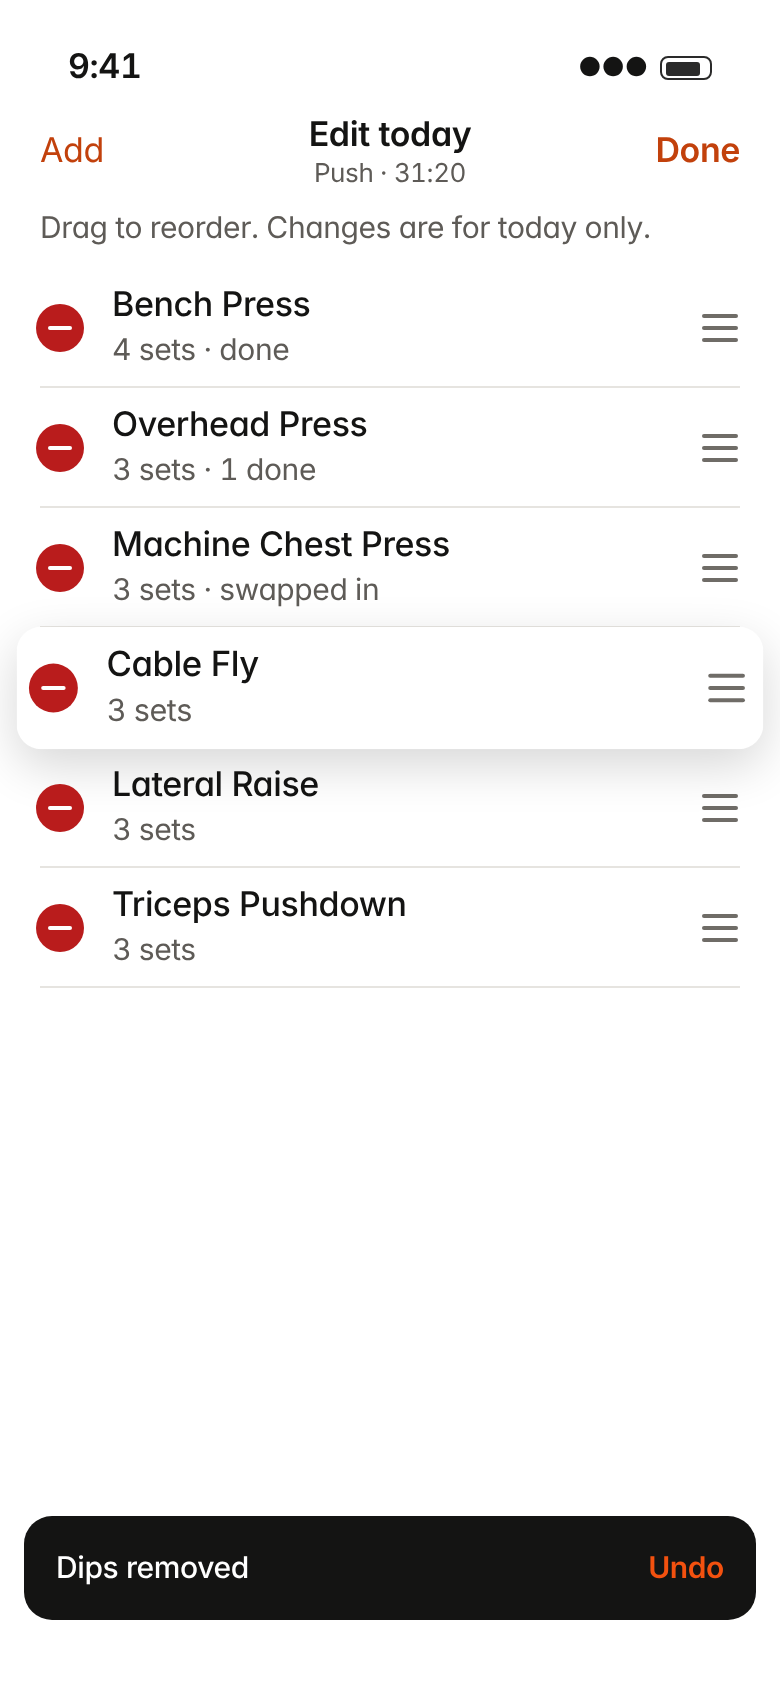 9:41
Add
Edit today
Done
Push · 31:20
Drag to reorder. Changes are for today only.
Bench Press
4 sets · done
Overhead Press
3 sets · 1 done
Machine Chest Press
3 sets · swapped in
Cable Fly
3 sets
Lateral Raise
3 sets
Triceps Pushdown
3 sets
Dips removed
Undo